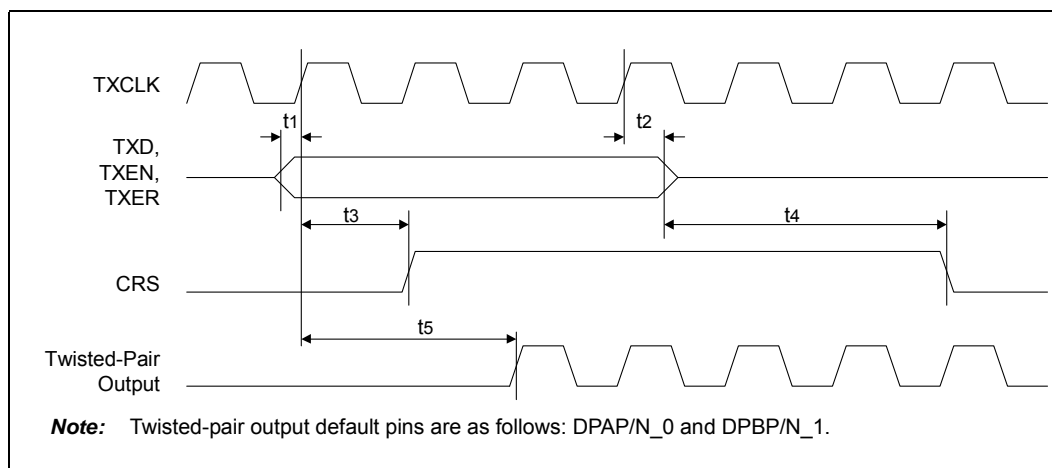 TXCLK
t1
t2
TXD,
TXEN,
TXER
t3
t4
CRS
t5
Twisted-Pair
Output
Note: Twisted-pair output default pins are as follows: DPAP/N_0 and DPBP/N_1.